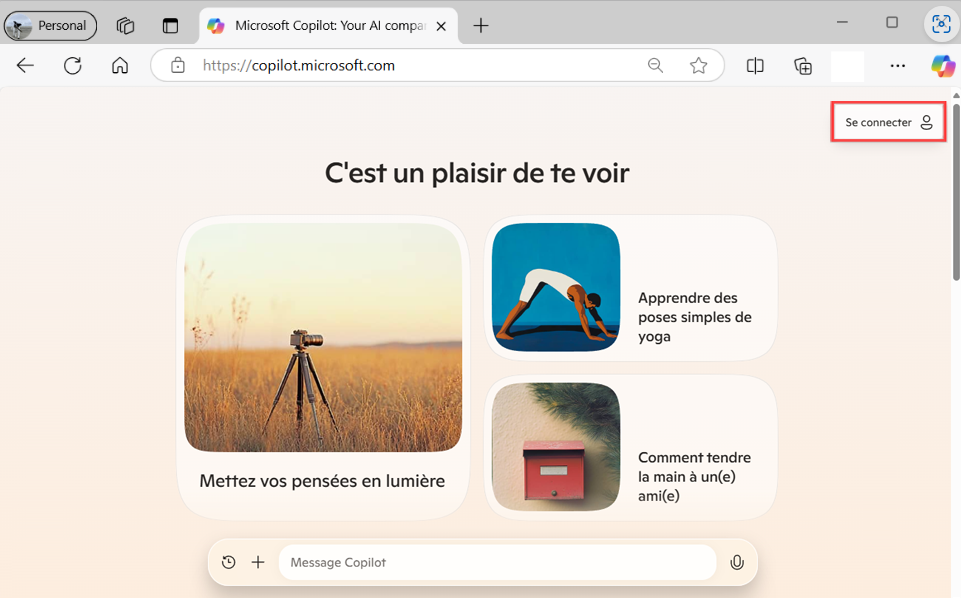 Personal
Microsoft Copilot: Your AI compa
https://copilot.microsoft.com
Se connecter
C'est un plaisir de te voir
Mettez vos pensées en lumière
Apprendre des
poses simples de
yoga
Comment tendre
la main à un(e)
ami(e)
Message Copilot